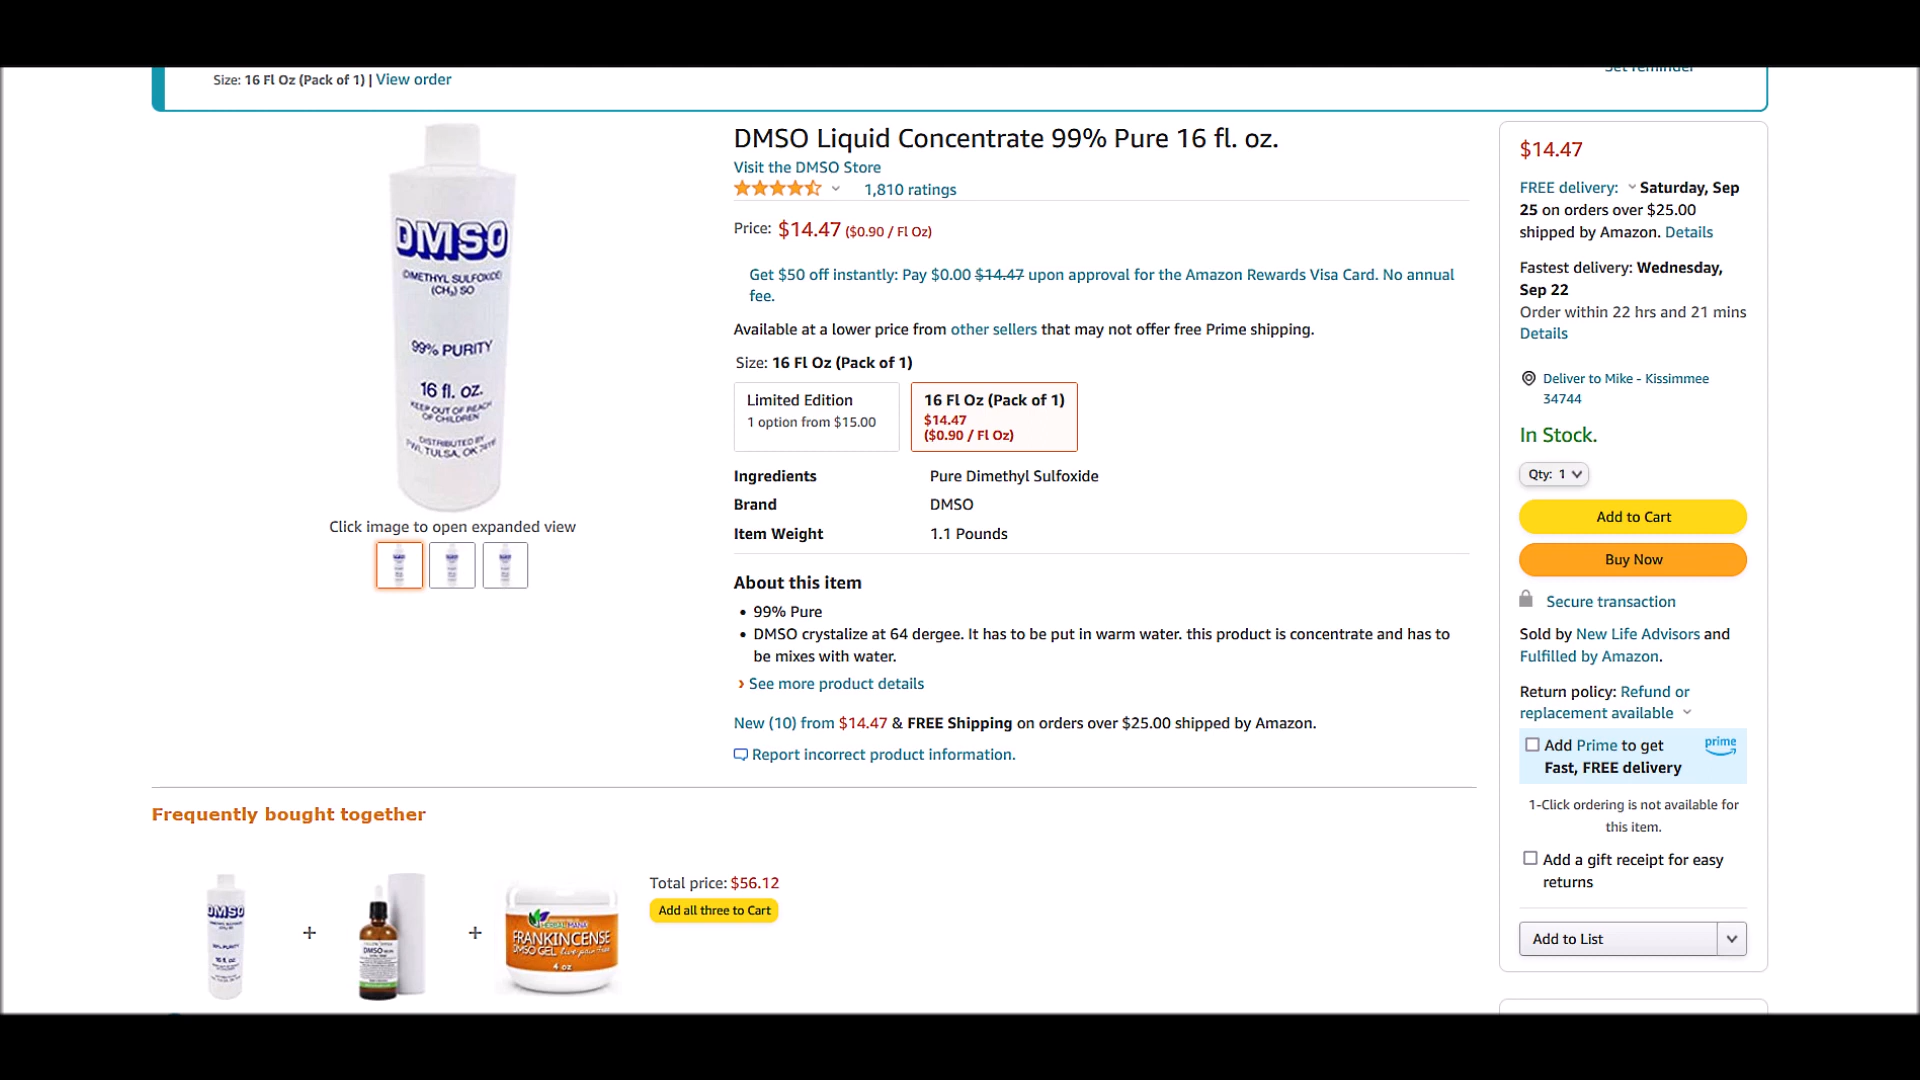 Size: 16 Fl Oz (Pack of 1) | View order
DMSO
DIMETHYL SULFOXIDE
(CH₃) SO
99% PURITY
16 fl. oz.
KEEP OUT OF REACH
OF CHILDREN
DISTRIBUTED BY
TULSA, OK
Click image to open expanded view
DMSO Liquid Concentrate 99% Pure 16 fl. oz.
Visit the DMSO Store
1,810 ratings
Price: $14.47 ($0.90 / Fl Oz)
Get $50 off instantly: Pay $0.00 $14.47 upon approval for the Amazon Rewards Visa Card. No annual
fee.
Available at a lower price from other sellers that may not offer free Prime shipping.
Size: 16 Fl Oz (Pack of 1)
Limited Edition
1 option from $15.00
16 Fl Oz (Pack of 1)
$14.47
($0.90 / Fl Oz)
Ingredients Pure Dimethyl Sulfoxide
Brand DMSO
Item Weight 1.1 Pounds
About this item
• 99% Pure
• DMSO crystalize at 64 dergee. It has to be put in warm water. this product is concentrate and has to
be mixes with water.
› See more product details
New (10) from $14.47 & FREE Shipping on orders over $25.00 shipped by Amazon.
Report incorrect product information.
$14.47
FREE delivery: Saturday, Sep
25 on orders over $25.00
shipped by Amazon. Details
Fastest delivery: Wednesday,
Sep 22
Order within 22 hrs and 21 mins
Details
Deliver to Mike - Kissimmee
34744
In Stock.
Qty: 1
Add to Cart
Buy Now
Secure transaction
Sold by New Life Advisors and
Fulfilled by Amazon.
Return policy: Refund or
replacement available
Add Prime to get
Fast, FREE delivery
prime
1-Click ordering is not available for
this item.
Add a gift receipt for easy
returns
Add to List
Frequently bought together
DMSO
+
DMSO
+
FRANKINCENSE
DMSO GEL
4 oz
Total price: $56.12
Add all three to Cart